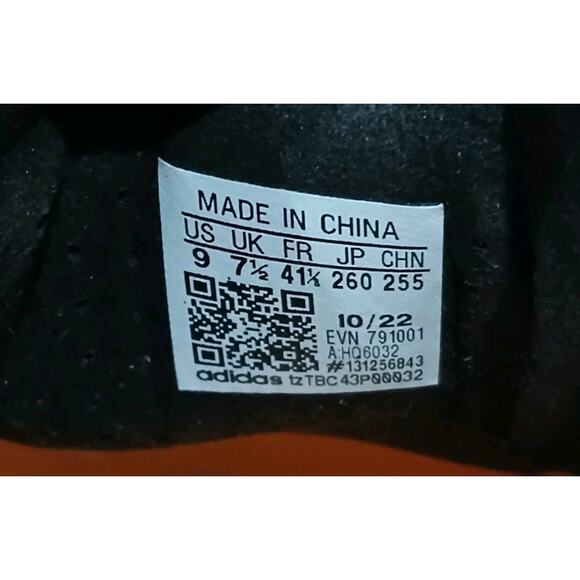 MADE IN CHINA
US UK FR JP CHN
9 7½ 41⅓ 260 255
10/22
EVN 791001
A:HQ6032
#131256843
adidas tzTBC43P00032